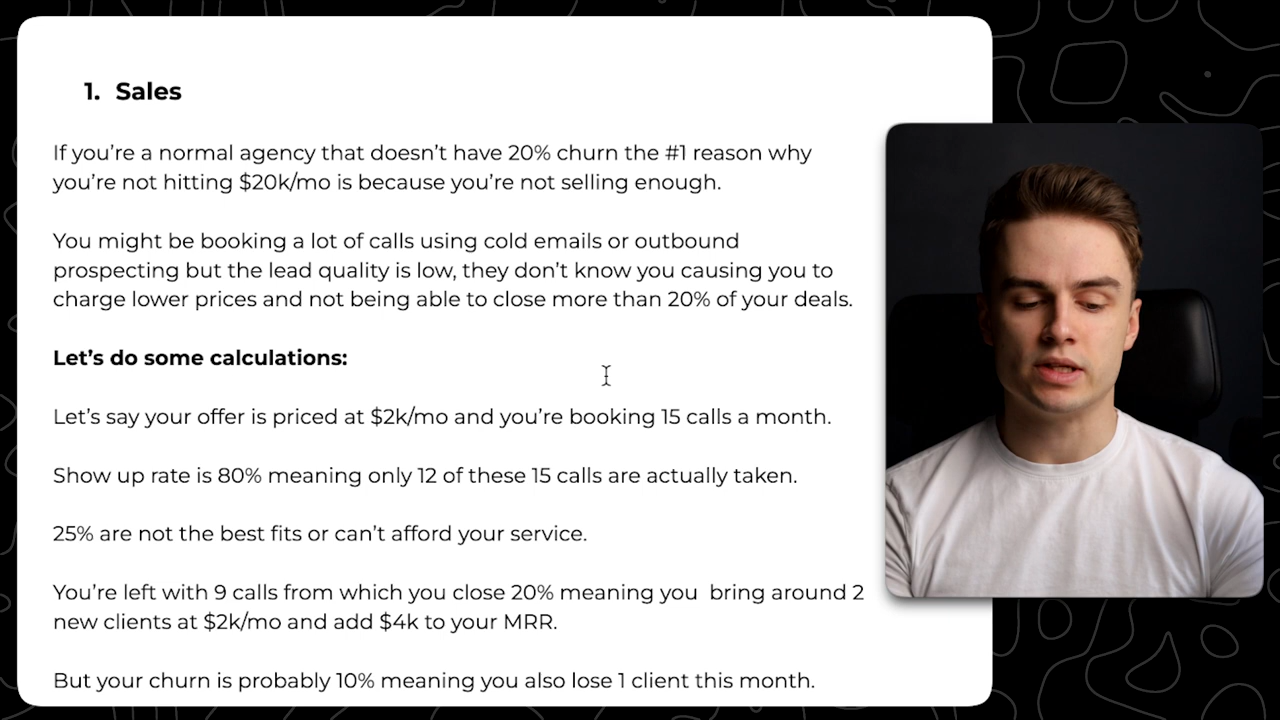 1. Sales
If you’re a normal agency that doesn’t have 20% churn the #1 reason why
you’re not hitting $20k/mo is because you’re not selling enough.
You might be booking a lot of calls using cold emails or outbound
prospecting but the lead quality is low, they don’t know you causing you to
charge lower prices and not being able to close more than 20% of your deals.
Let’s do some calculations:
Let’s say your offer is priced at $2k/mo and you’re booking 15 calls a month.
Show up rate is 80% meaning only 12 of these 15 calls are actually taken.
25% are not the best fits or can’t afford your service.
You’re left with 9 calls from which you close 20% meaning you  bring around 2
new clients at $2k/mo and add $4k to your MRR.
But your churn is probably 10% meaning you also lose 1 client this month.